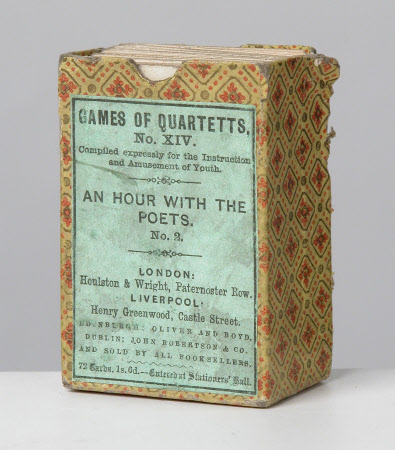 GAMES OF QUARTETTS,
No. XIV.
Compiled expressly for the Instruction
and Amusement of Youth.
AN HOUR WITH THE
POETS.
No. 2.
LONDON:
Houlston & Wright, Paternoster Row.
LIVERPOOL:
Henry Greenwood, Castle Street.
EDINBURGH: OLIVER AND BOYD,
DUBLIN: JOHN ROBERTSON & CO.
AND SOLD BY ALL BOOKSELLERS.
72 Cards, 1s. 6d.—Entered at Stationers' Hall.